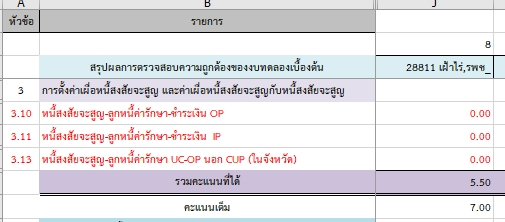 A B J
หัวข้อ รายการ
8
สรุปผลการตรวจสอบความถูกต้องของงบทดลองเบื้องต้น 28811 เฝ้าไร่,รพช_
3 การตั้งค่าเผื่อหนี้สงสัยจะสูญ และค่าเผื่อหนี้สงสัยจะสูญกับหนี้สงสัยจะสูญ
3.10 หนี้สงสัยจะสูญ-ลูกหนี้ค่ารักษา-ชำระเงิน OP 0.00
3.11 หนี้สงสัยจะสูญ-ลูกหนี้ค่ารักษา-ชำระเงิน IP 0.00
3.13 หนี้สงสัยจะสูญ-ลูกหนี้ค่ารักษา UC-OP นอก CUP (ในจังหวัด) 0.00
รวมคะแนนที่ได้ 5.50
คะแนนเต็ม 7.00